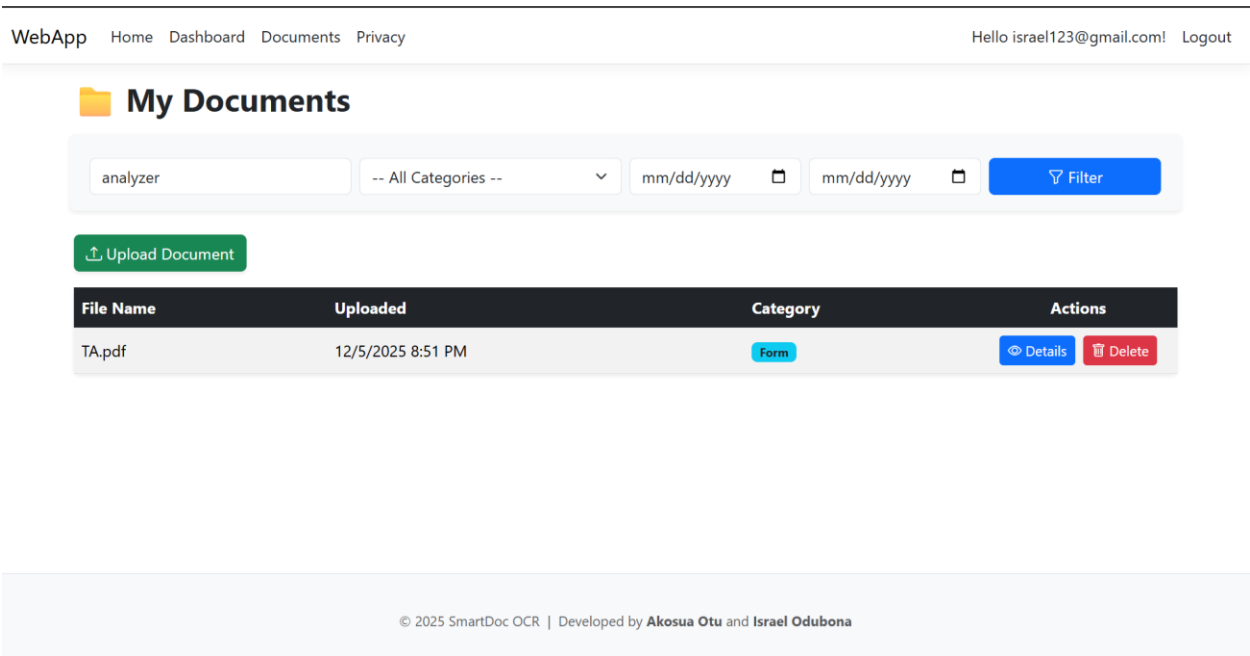 WebApp Home Dashboard Documents Privacy Hello israel123@gmail.com! Logout
My Documents
analyzer -- All Categories -- mm/dd/yyyy mm/dd/yyyy Filter
Upload Document
File Name Uploaded Category Actions
TA.pdf 12/5/2025 8:51 PM Form Details Delete
© 2025 SmartDoc OCR | Developed by Akosua Otu and Israel Odubona